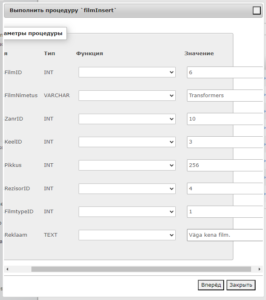 Выполнить процедуру `filmInsert`
аметры процедуры
я Тип Функция Значение
FilmID INT 6
FilmNimetus VARCHAR Transformers
ZanrID INT 10
KeelID INT 3
Pikkus INT 256
RezisorID INT 4
FilmtypeID INT 1
Reklaam TEXT Väga kena film.
Вперёд Закрыть